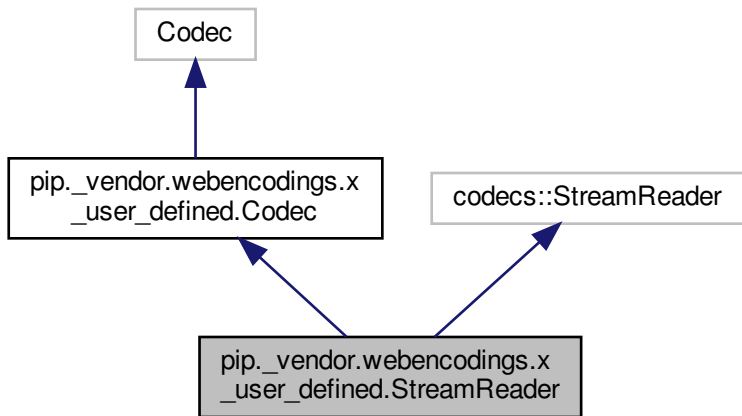 Codec
pip._vendor.webencodings.x
_user_defined.Codec
codecs::StreamReader
pip._vendor.webencodings.x
_user_defined.StreamReader